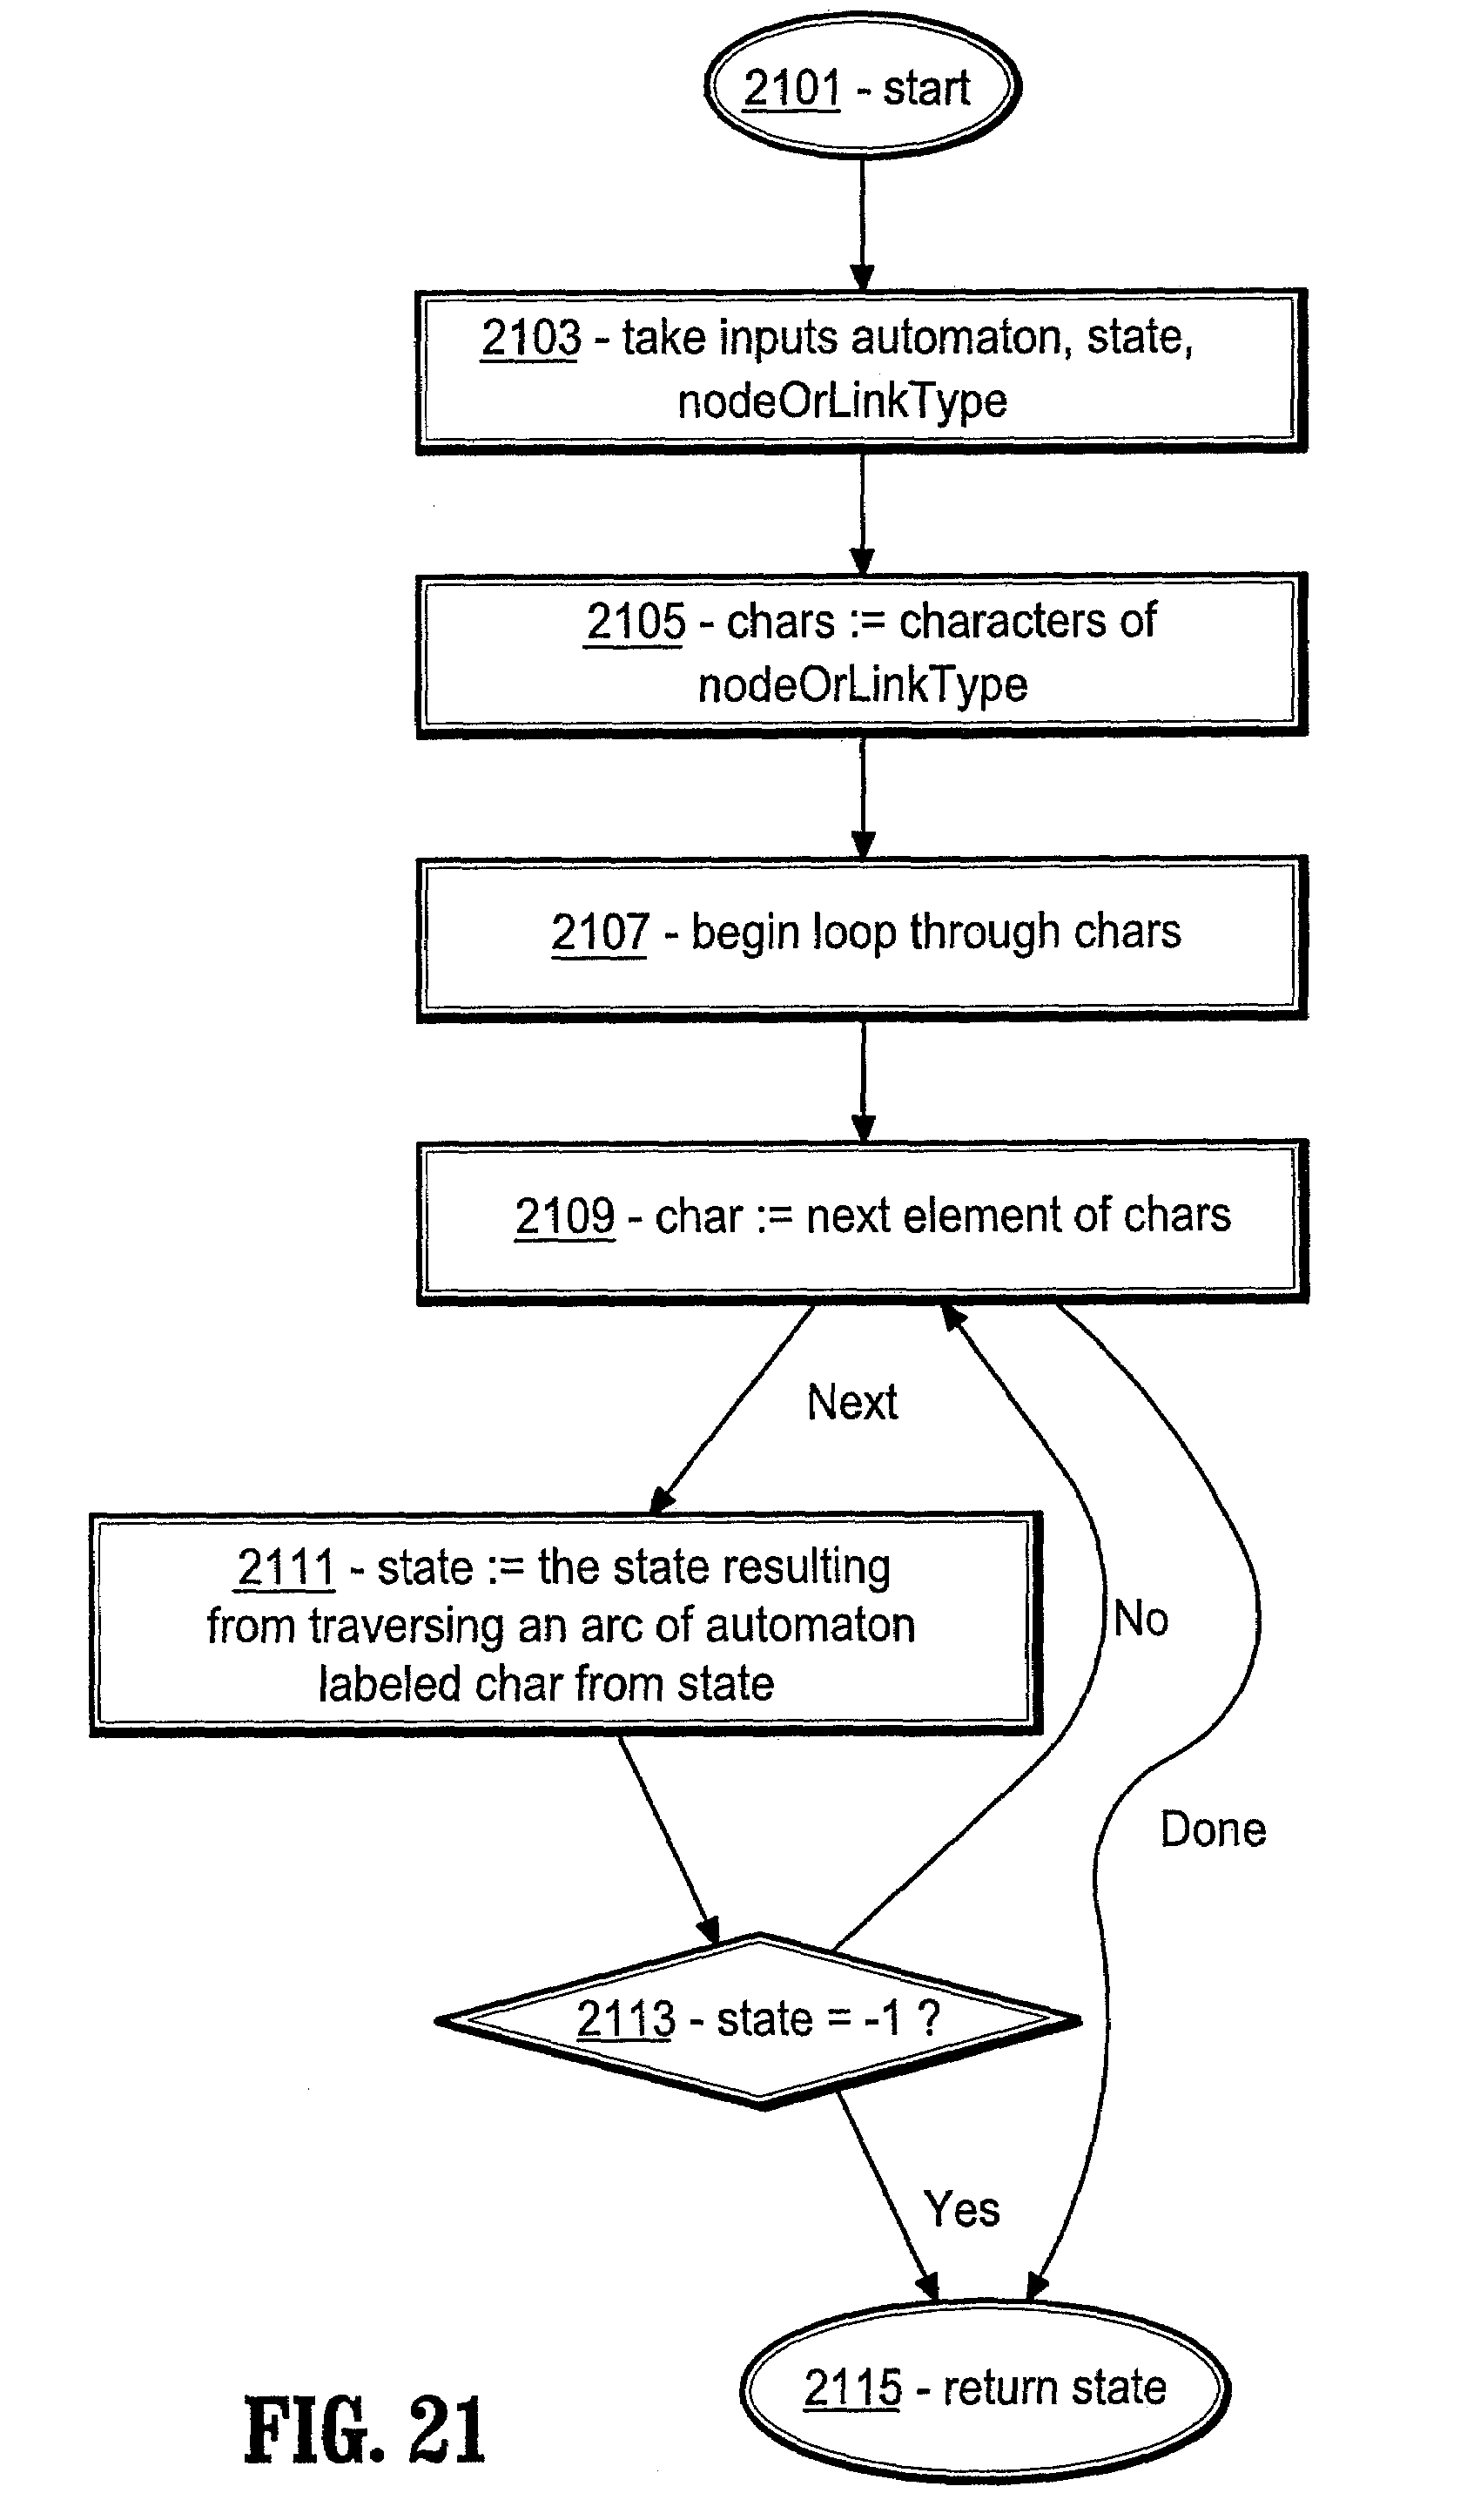 2101 - start
2103 - take inputs automaton, state,
nodeOrLinkType
2105 - chars := characters of
nodeOrLinkType
2107 - begin loop through chars
2109 - char := next element of chars
Next
2111 - state := the state resulting
from traversing an arc of automaton
labeled char from state
No
Done
2113 - state = -1 ?
Yes
2115 - return state
FIG. 21